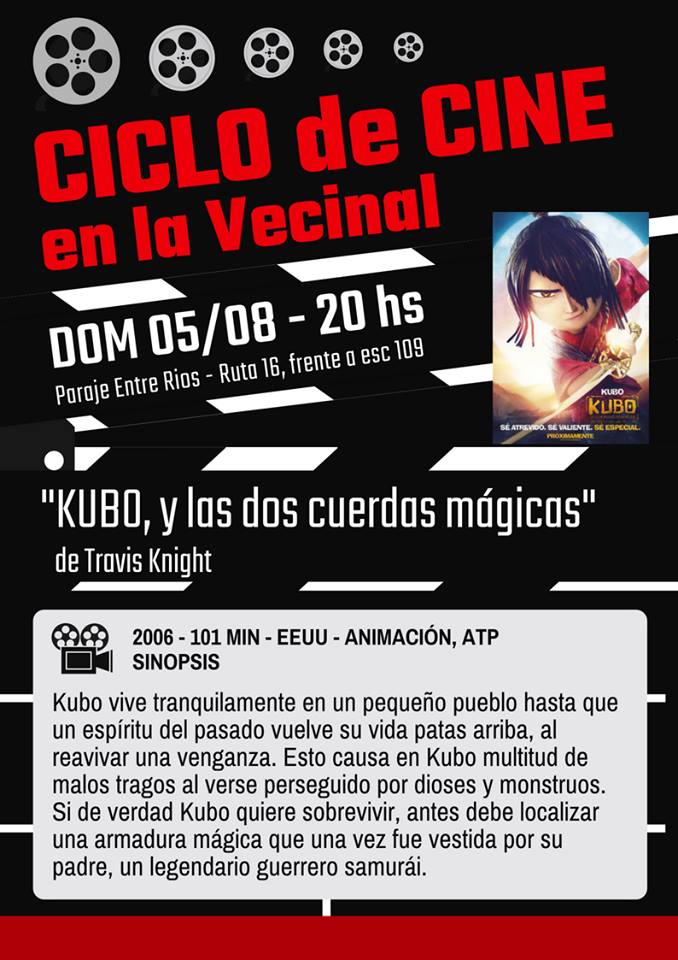 CICLO de CINE
en la Vecinal
DOM 05/08 - 20 hs
Paraje Entre Rios - Ruta 16, frente a esc 109
KUBO
KUBO
SÉ ATREVIDO. SÉ VALIENTE. SÉ ESPECIAL.
PROXIMAMENTE
"KUBO, y las dos cuerdas mágicas"
de Travis Knight
2006 - 101 MIN - EEUU - ANIMACIÓN, ATP
SINOPSIS
Kubo vive tranquilamente en un pequeño pueblo hasta que
un espíritu del pasado vuelve su vida patas arriba, al
reavivar una venganza. Esto causa en Kubo multitud de
malos tragos al verse perseguido por dioses y monstruos.
Si de verdad Kubo quiere sobrevivir, antes debe localizar
una armadura mágica que una vez fue vestida por su
padre, un legendario guerrero samurái.